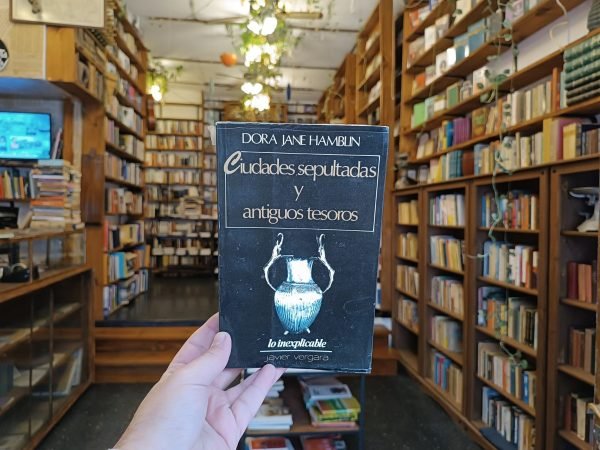 DORA JANE HAMBLIN
Ciudades sepultadas
y
antiguos tesoros
lo inexplicable
javier vergara